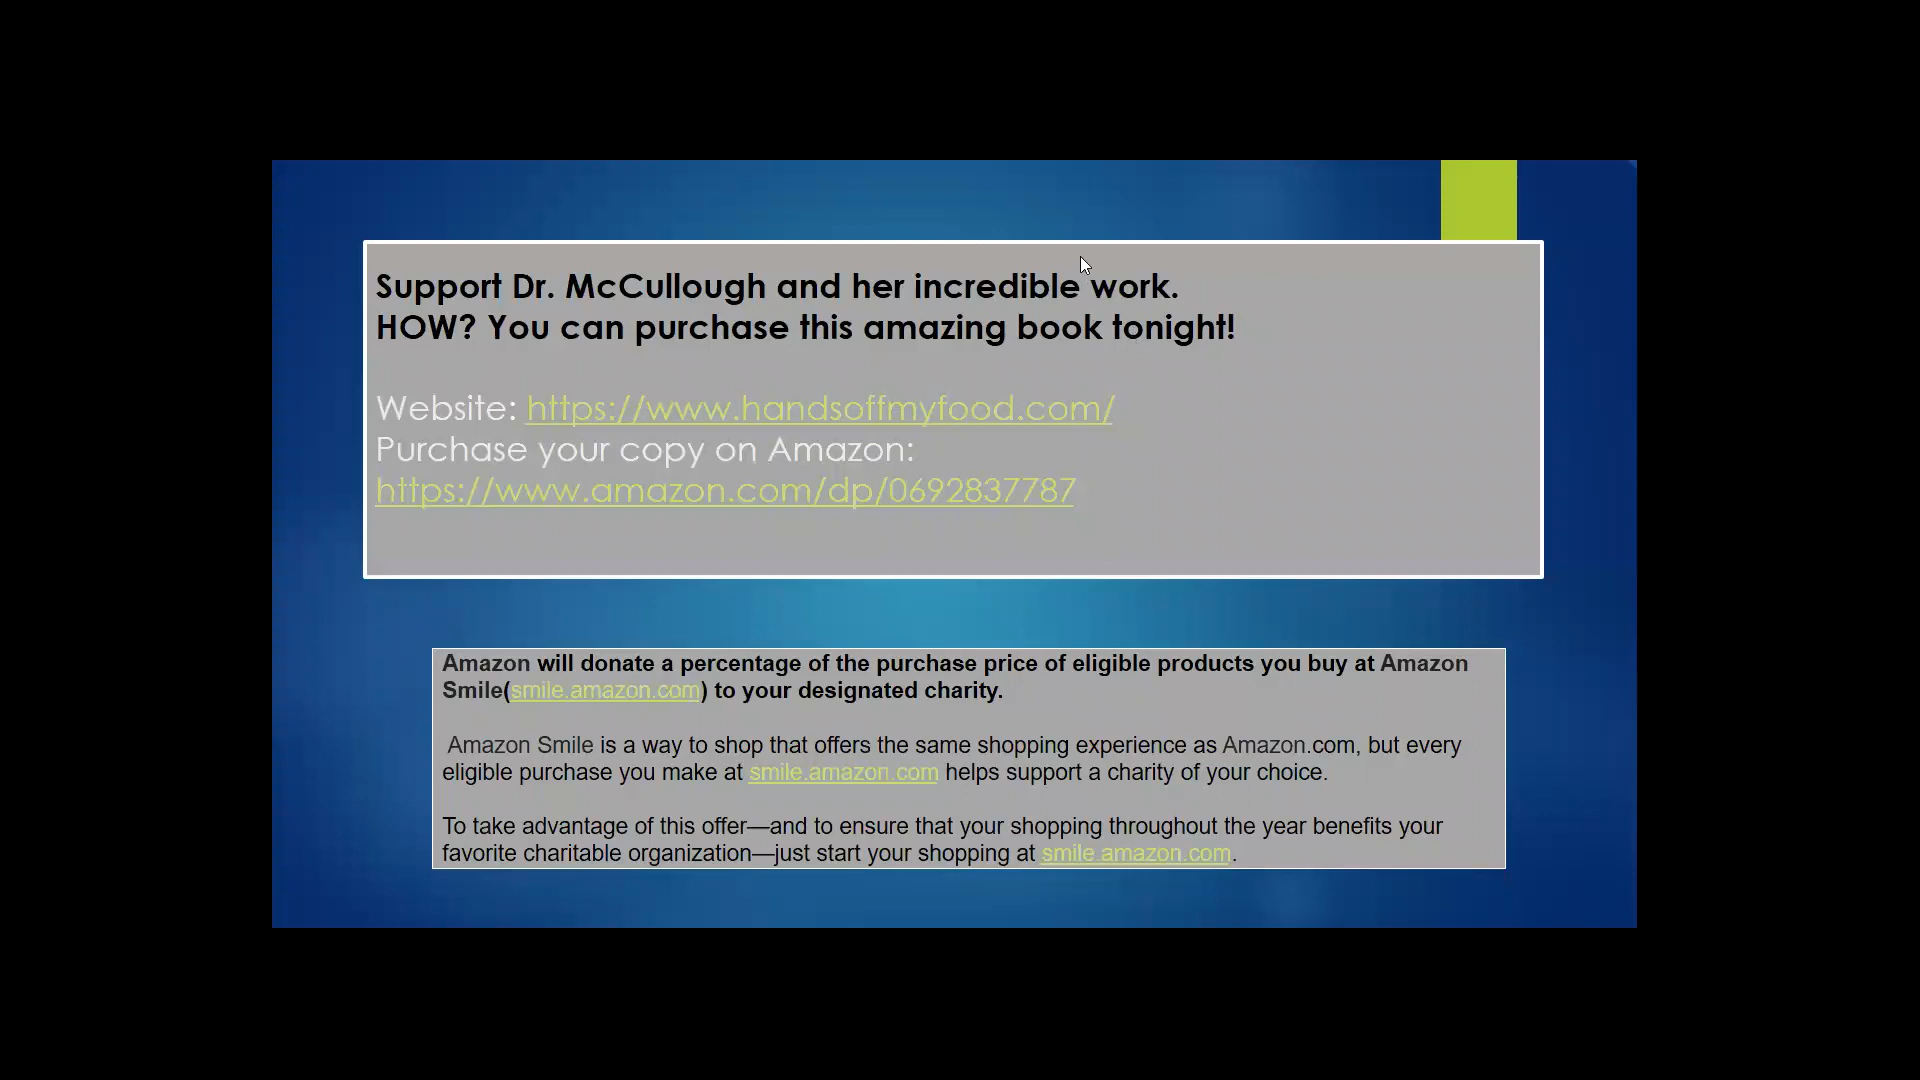 Support Dr. McCullough and her incredible work.
HOW? You can purchase this amazing book tonight!
Website: https://www.handsoffmyfood.com/
Purchase your copy on Amazon:
https://www.amazon.com/dp/0692837787
Amazon will donate a percentage of the purchase price of eligible products you buy at Amazon
Smile(smile.amazon.com) to your designated charity.
Amazon Smile is a way to shop that offers the same shopping experience as Amazon.com, but every
eligible purchase you make at smile.amazon.com helps support a charity of your choice.
To take advantage of this offer—and to ensure that your shopping throughout the year benefits your
favorite charitable organization—just start your shopping at smile.amazon.com.